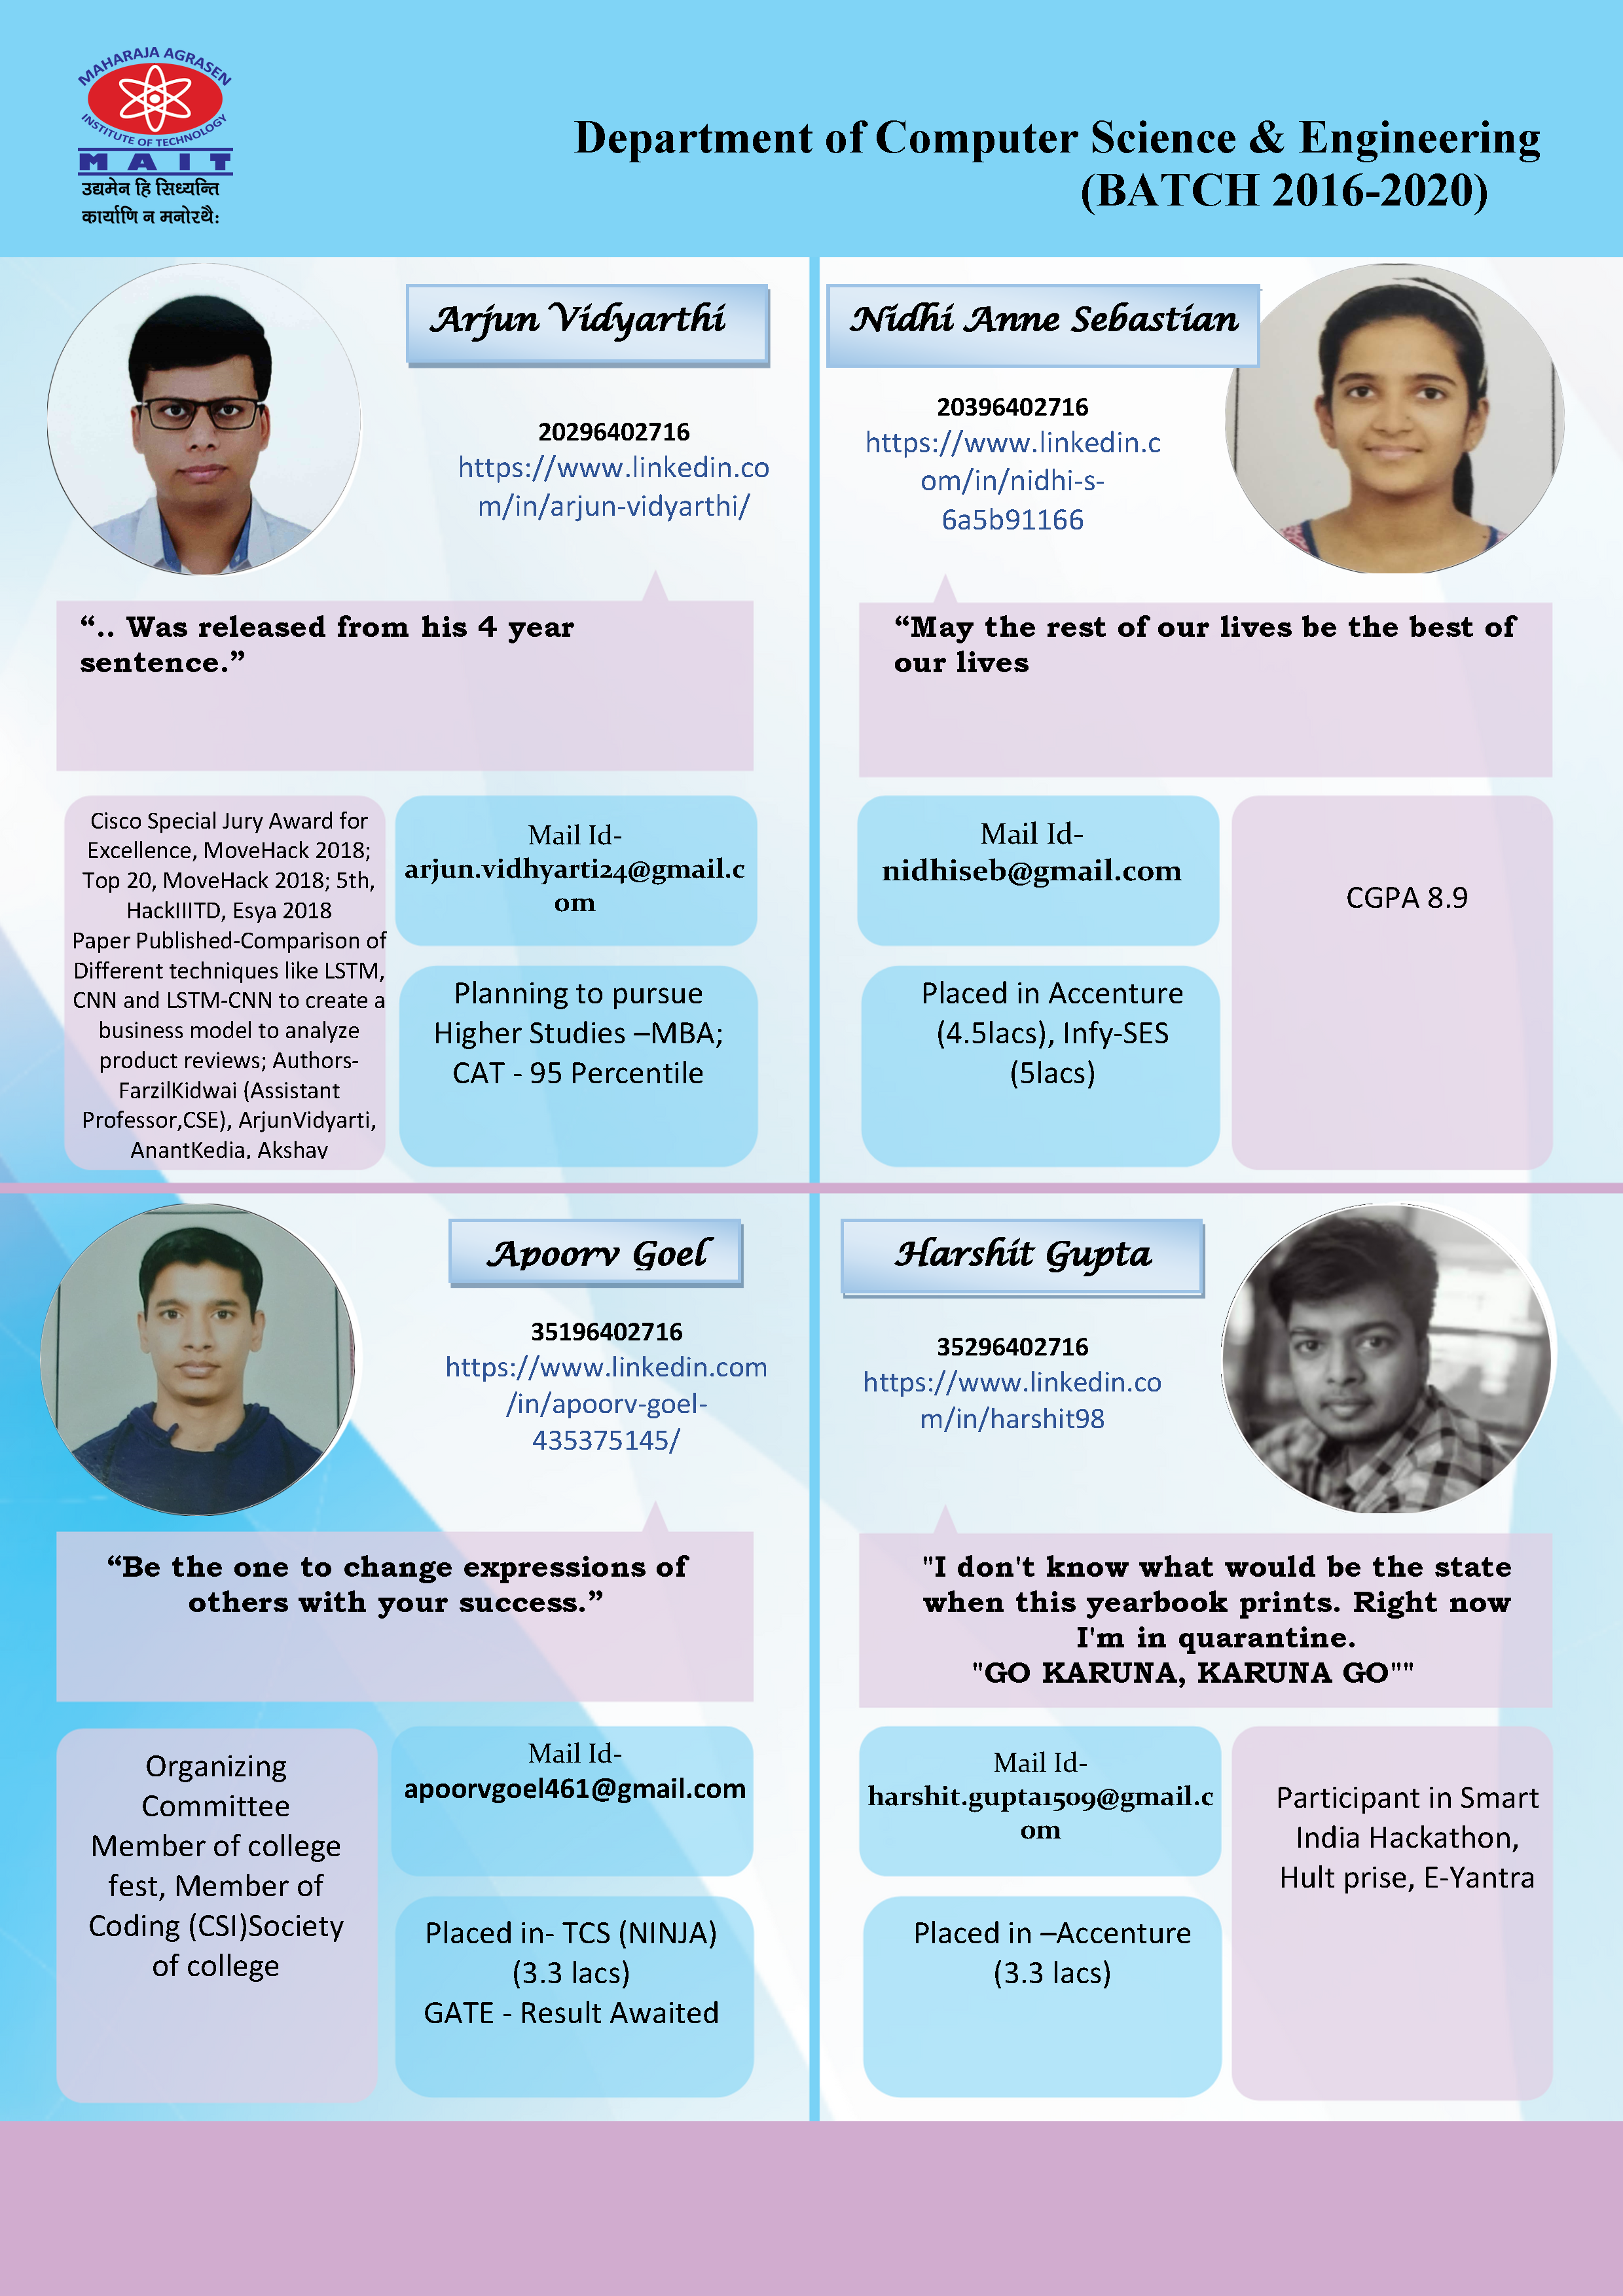 MAHARAJA AGRASEN
INSTITUTE OF TECHNOLOGY
MAIT
उद्यमेन हि सिध्यन्ति
कार्याणि न मनोरथैः
Department of Computer Science & Engineering
(BATCH 2016-2020)
Arjun Vidyarthi
20296402716
https://www.linkedin.co
m/in/arjun-vidyarthi/
“.. Was released from his 4 year
sentence.”
Cisco Special Jury Award for
Excellence, MoveHack 2018;
Top 20, MoveHack 2018; 5th,
HackIIITD, Esya 2018
Paper Published-Comparison of
Different techniques like LSTM,
CNN and LSTM-CNN to create a
business model to analyze
product reviews; Authors-
FarzilKidwai (Assistant
Professor,CSE), ArjunVidyarti,
AnantKedia, Akshay
Mail Id-
arjun.vidhyarti24@gmail.c
om
Planning to pursue
Higher Studies –MBA;
CAT - 95 Percentile
Nidhi Anne Sebastian
20396402716
https://www.linkedin.c
om/in/nidhi-s-
6a5b91166
“May the rest of our lives be the best of
our lives
Mail Id-
nidhiseb@gmail.com
Placed in Accenture
(4.5lacs), Infy-SES
(5lacs)
CGPA 8.9
Apoorv Goel
35196402716
https://www.linkedin.com
/in/apoorv-goel-
435375145/
“Be the one to change expressions of
others with your success.”
Organizing
Committee
Member of college
fest, Member of
Coding (CSI)Society
of college
Mail Id-
apoorvgoel461@gmail.com
Placed in- TCS (NINJA)
(3.3 lacs)
GATE - Result Awaited
Harshit Gupta
35296402716
https://www.linkedin.co
m/in/harshit98
"I don't know what would be the state
when this yearbook prints. Right now
I'm in quarantine.
"GO KARUNA, KARUNA GO""
Mail Id-
harshit.gupta1509@gmail.c
om
Placed in –Accenture
(3.3 lacs)
Participant in Smart
India Hackathon,
Hult prise, E-Yantra